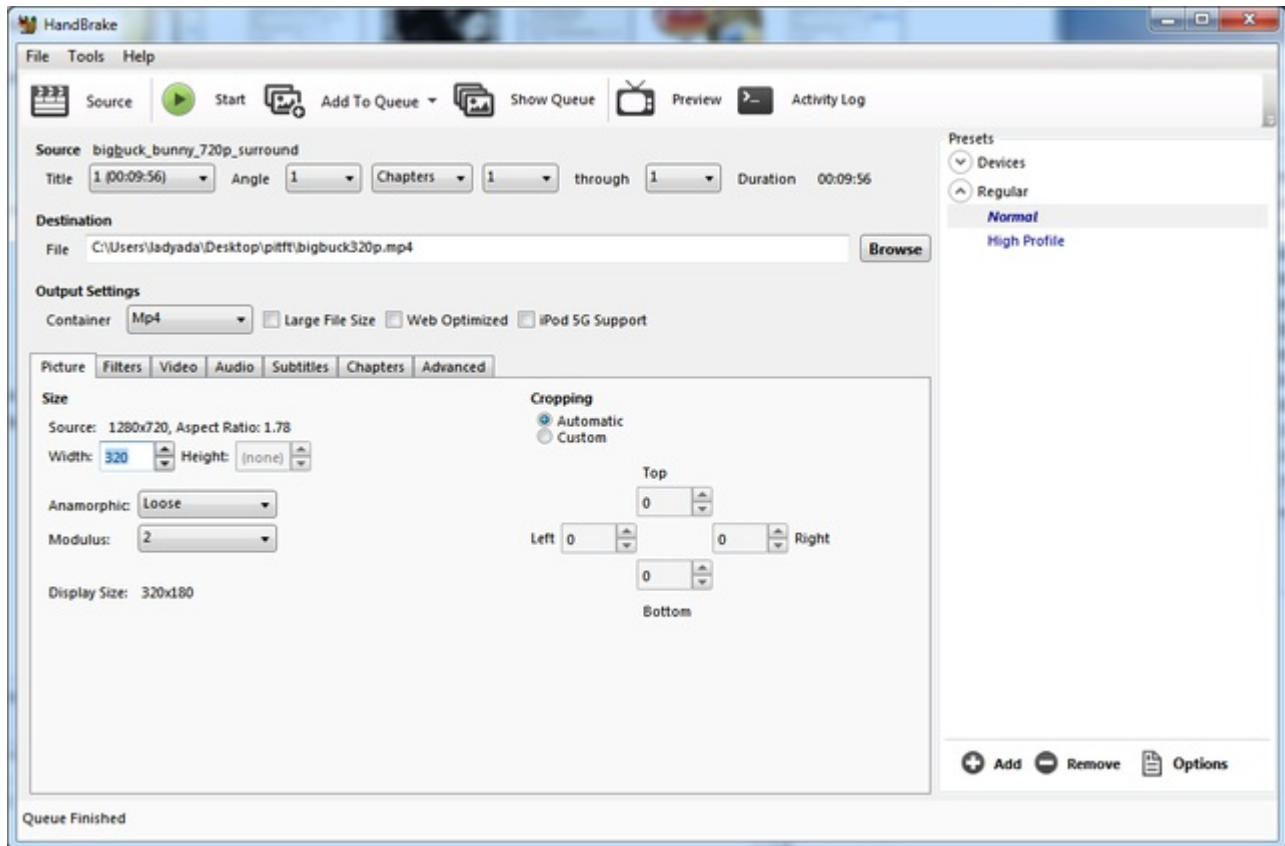 HandBrake
File Tools Help
Source Start Add To Queue Show Queue Preview Activity Log
Source bigbuck_bunny_720p_surround
Title 1 (00:09:56) Angle 1 Chapters 1 through 1 Duration 00:09:56
Destination
File C:\Users\ladyada\Desktop\pitft\bigbuck320p.mp4 Browse
Output Settings
Container Mp4 Large File Size Web Optimized iPod 5G Support
Picture Filters Video Audio Subtitles Chapters Advanced
Size
Source: 1280x720, Aspect Ratio: 1.78
Width: 320 Height: (none)
Anamorphic: Loose
Modulus: 2
Display Size: 320x180
Cropping
Automatic
Custom
Top
0
Left 0 0 Right
0
Bottom
Presets
Devices
Regular
Normal
High Profile
Add Remove Options
Queue Finished